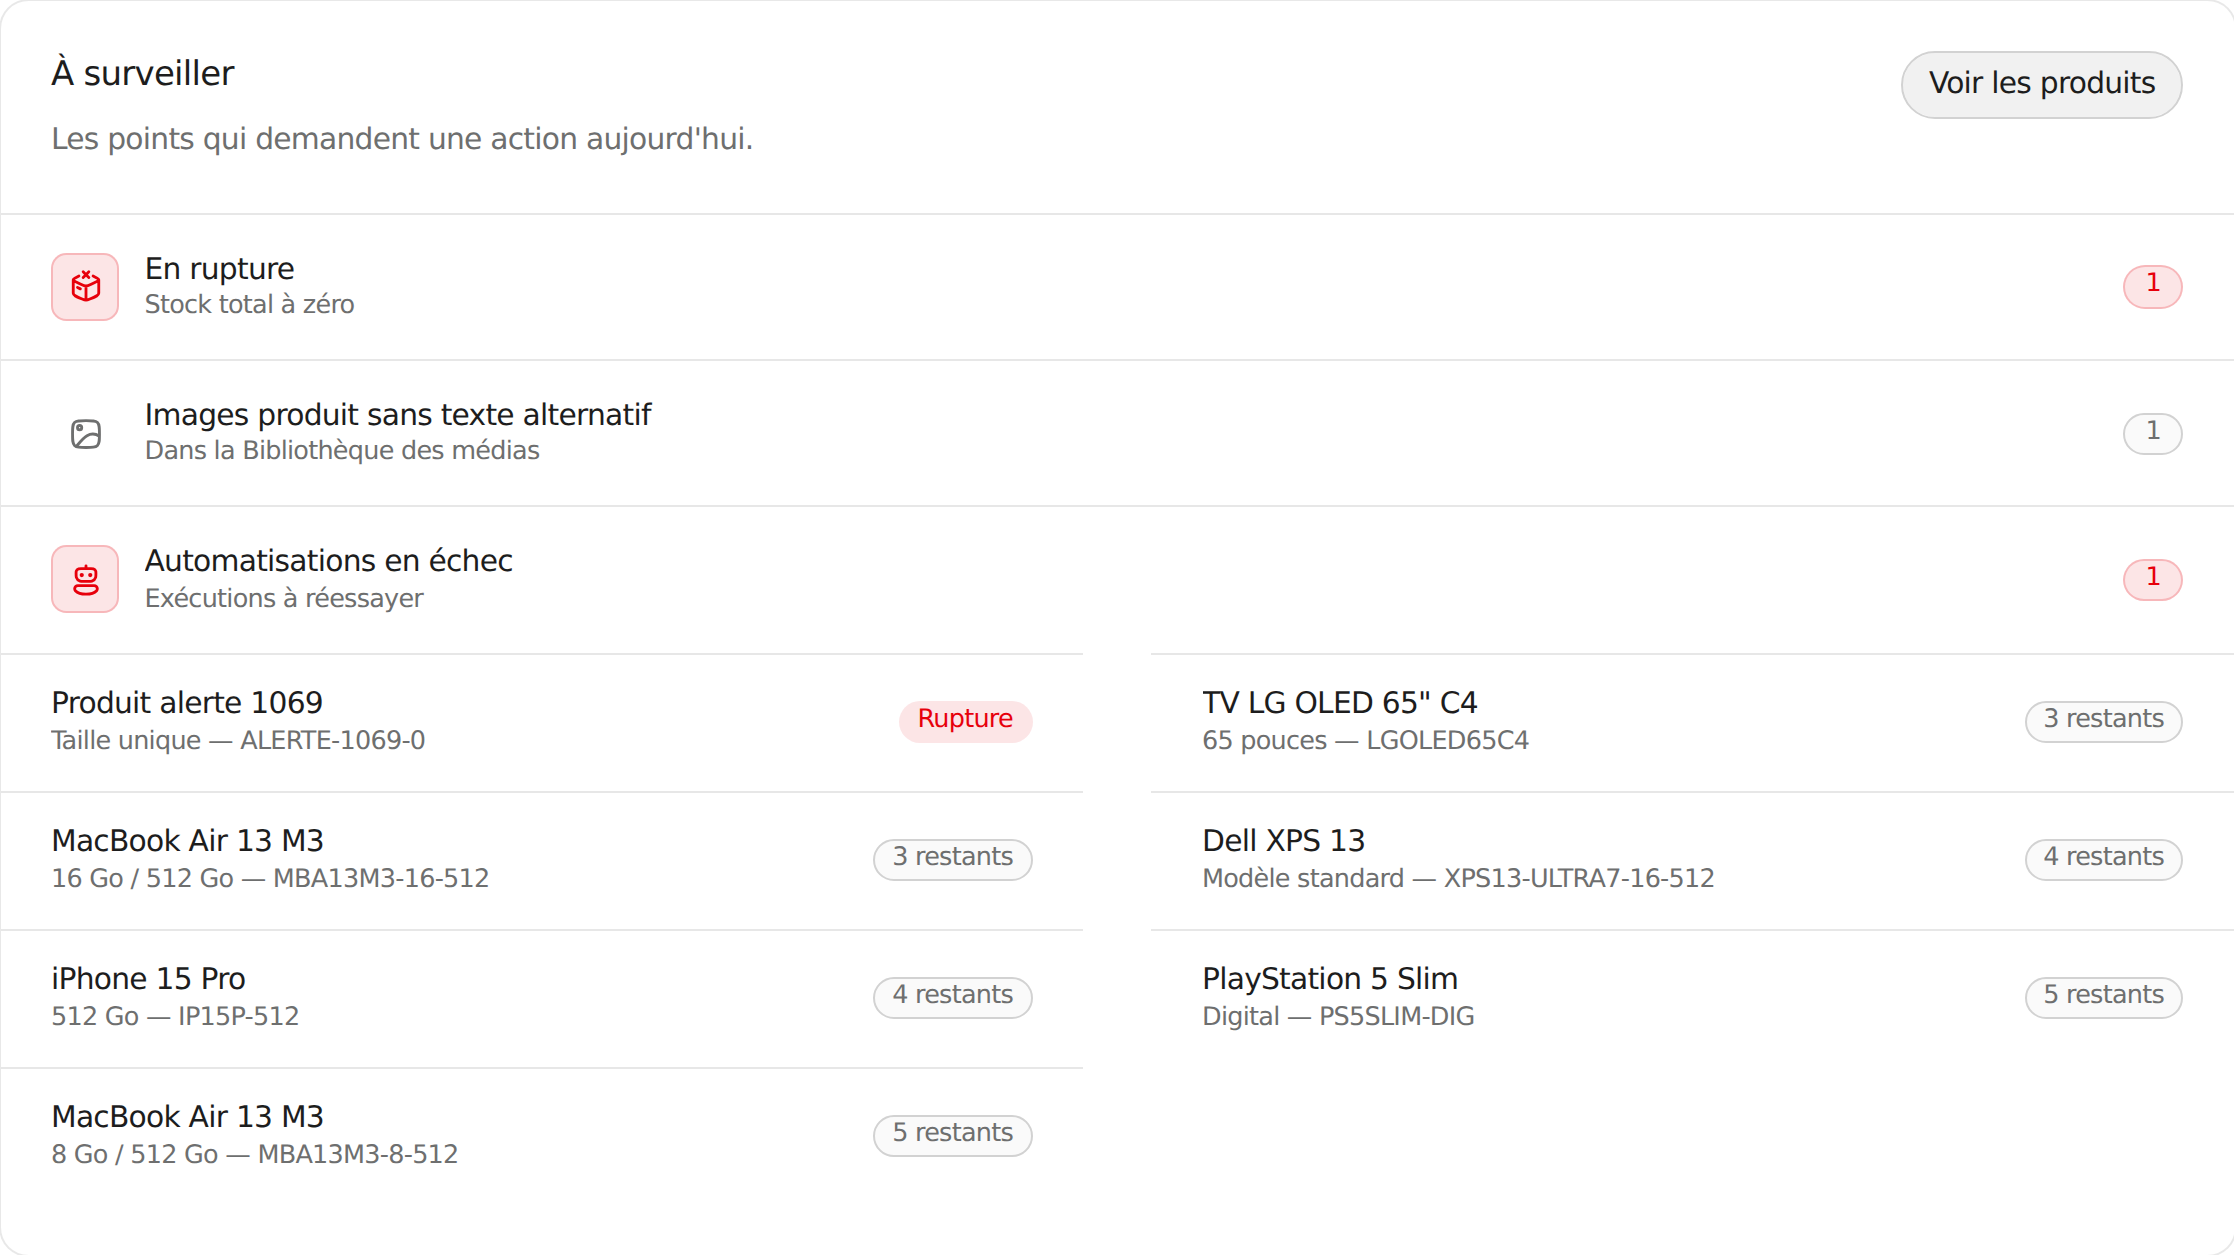 À surveiller
Voir les produits
Les points qui demandent une action aujourd'hui.
En rupture
Stock total à zéro
1
Images produit sans texte alternatif
Dans la Bibliothèque des médias
1
Automatisations en échec
Exécutions à réessayer
1
Produit alerte 1069
Taille unique — ALERTE-1069-0
Rupture
TV LG OLED 65" C4
65 pouces — LGOLED65C4
3 restants
MacBook Air 13 M3
16 Go / 512 Go — MBA13M3-16-512
3 restants
Dell XPS 13
Modèle standard — XPS13-ULTRA7-16-512
4 restants
iPhone 15 Pro
512 Go — IP15P-512
4 restants
PlayStation 5 Slim
Digital — PS5SLIM-DIG
5 restants
MacBook Air 13 M3
8 Go / 512 Go — MBA13M3-8-512
5 restants